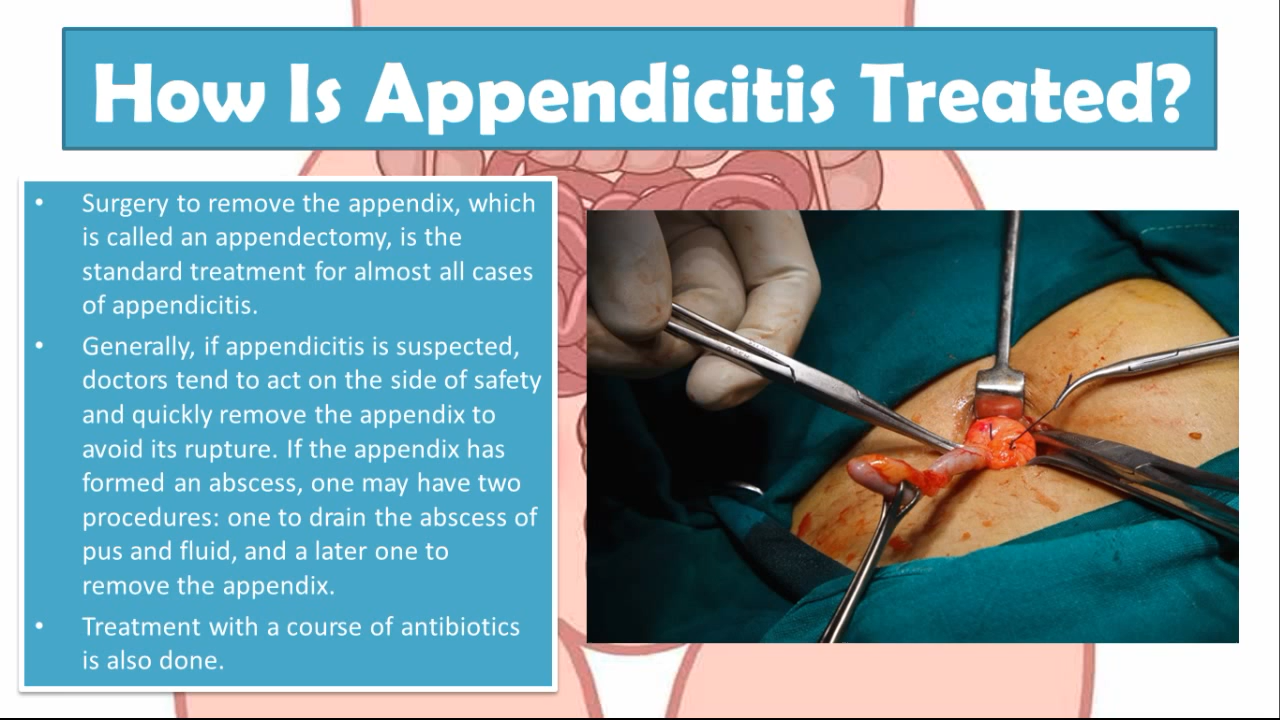 How Is Appendicitis Treated?
• Surgery to remove the appendix, which
is called an appendectomy, is the
standard treatment for almost all cases
of appendicitis.
• Generally, if appendicitis is suspected,
doctors tend to act on the side of safety
and quickly remove the appendix to
avoid its rupture. If the appendix has
formed an abscess, one may have two
procedures: one to drain the abscess of
pus and fluid, and a later one to
remove the appendix.
• Treatment with a course of antibiotics
is also done.